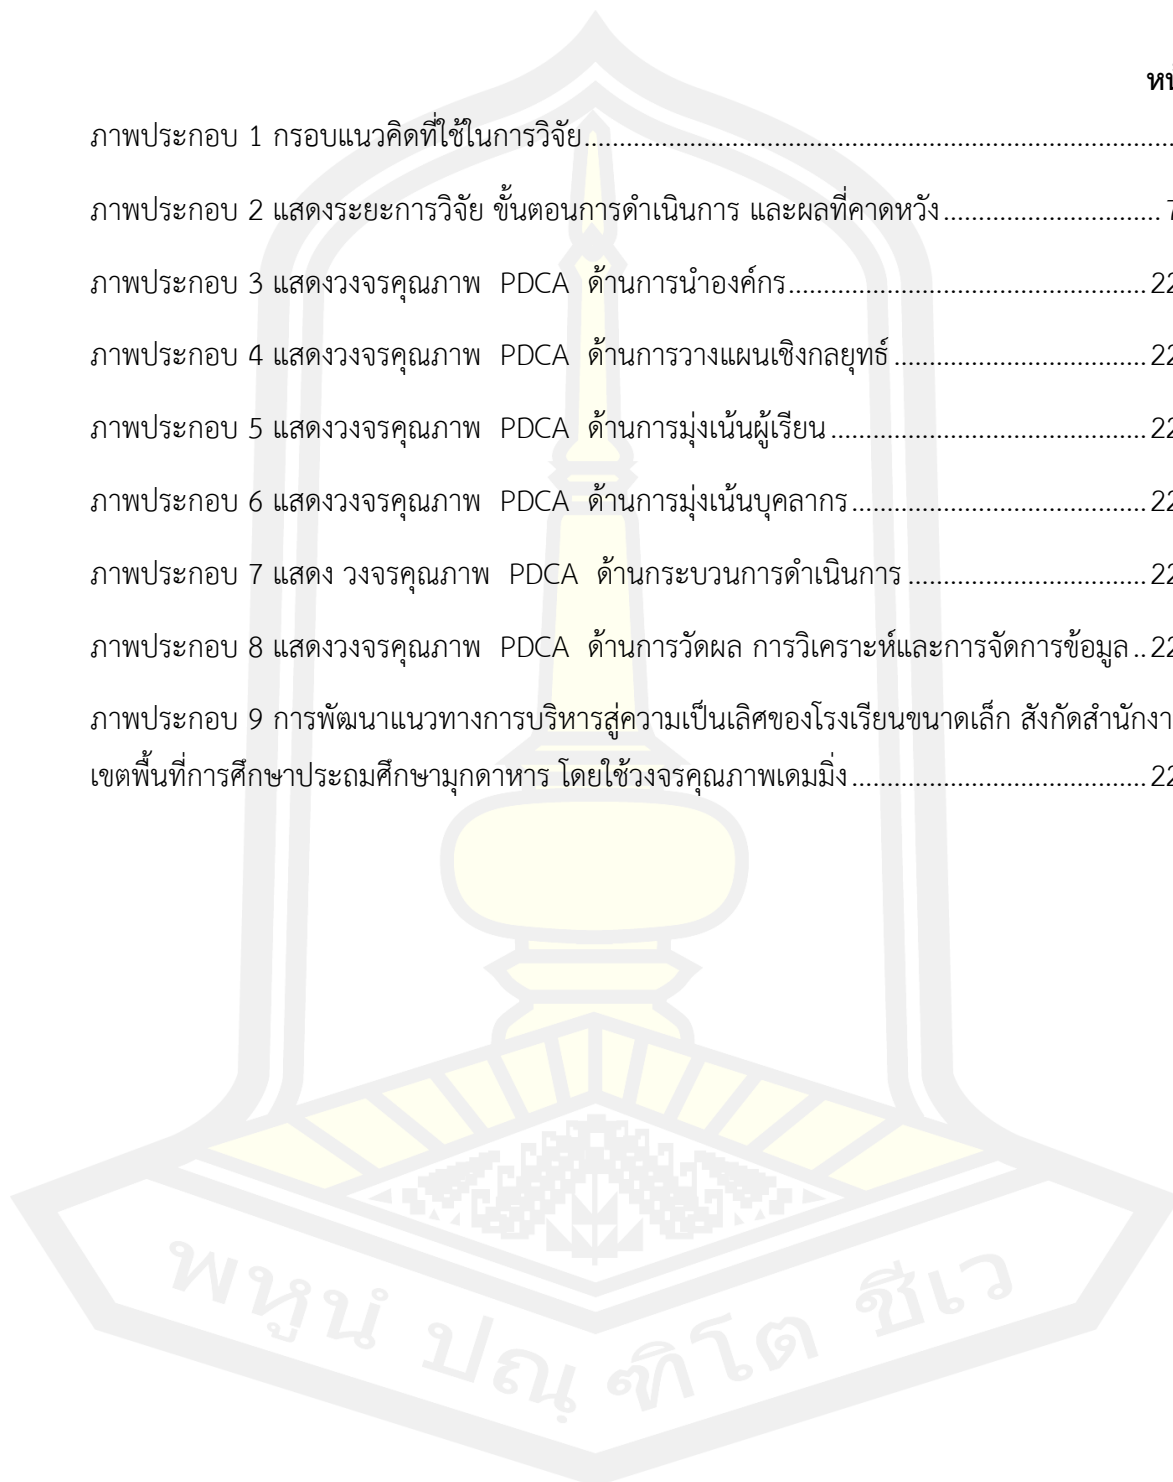 ภาพประกอบ 1 กรอบแนวคิดที่ใช้ในการวิจัย
ภาพประกอบ 2 แสดงระยะการวิจัย ขั้นตอนการดำเนินการ และผลที่คาดหวัง
ภาพประกอบ 3 แสดงวงจรคุณภาพ PDCA ด้านการนำองค์กร 22
ภาพประกอบ 4 แสดงวงจรคุณภาพ PDCA ด้านการวางแผนเชิงกลยุทธ์ 22
ภาพประกอบ 5 แสดงวงจรคุณภาพ PDCA ด้านการมุ่งเน้นผู้เรียน 22
ภาพประกอบ 6 แสดงวงจรคุณภาพ PDCA ด้านการมุ่งเน้นบุคลากร 22
ภาพประกอบ 7 แสดง วงจรคุณภาพ PDCA ด้านกระบวนการดำเนินการ 22
ภาพประกอบ 8 แสดงวงจรคุณภาพ PDCA ด้านการวัดผล การวิเคราะห์และการจัดการข้อมูล 22
ภาพประกอบ 9 การพัฒนาแนวทางการบริหารสู่ความเป็นเลิศของโรงเรียนขนาดเล็ก สังกัดสำนักงา
เขตพื้นที่การศึกษาประถมศึกษามุกดาหาร โดยใช้วงจรคุณภาพเดมมิ่ง 22
พหูนํ ปณฺฑิโต ชีเว